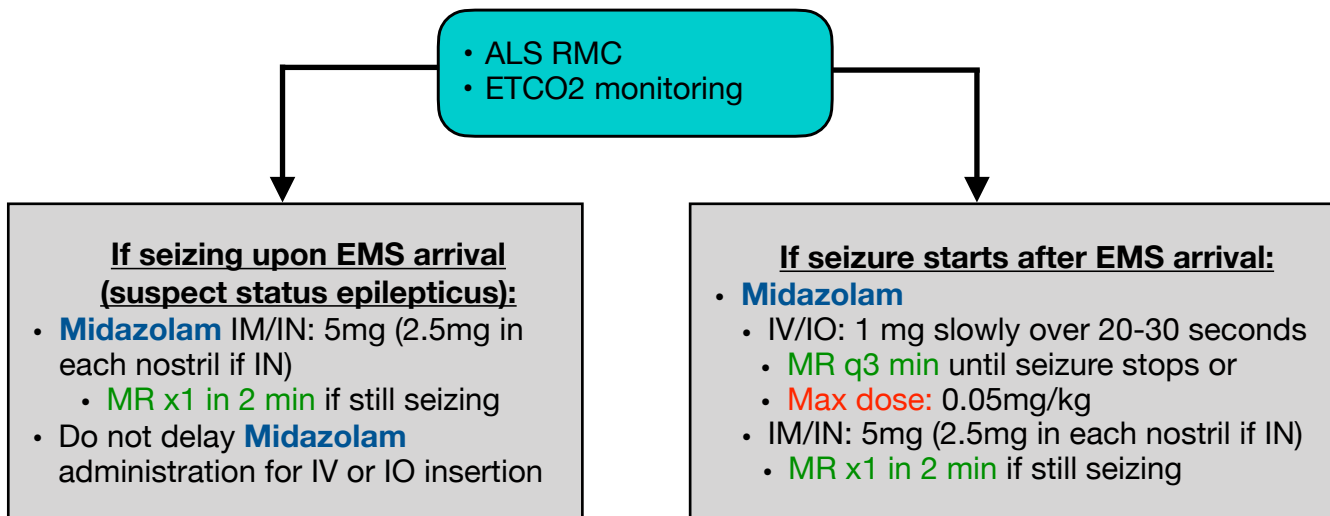 • ALS RMC
• ETCO2 monitoring
If seizing upon EMS arrival
(suspect status epilepticus):
• Midazolam IM/IN: 5mg (2.5mg in
each nostril if IN)
• MR x1 in 2 min if still seizing
• Do not delay Midazolam
administration for IV or IO insertion
If seizure starts after EMS arrival:
• Midazolam
• IV/IO: 1 mg slowly over 20-30 seconds
• MR q3 min until seizure stops or
• Max dose: 0.05mg/kg
• IM/IN: 5mg (2.5mg in each nostril if IN)
• MR x1 in 2 min if still seizing